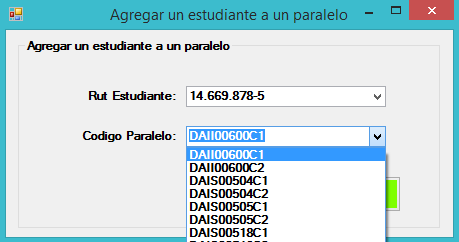 Agregar un estudiante a un paralelo
Agregar un estudiante a un paralelo
Rut Estudiante: 14.669.878-5
Codigo Paralelo: DAII00600C1
DAII00600C1
DAII00600C2
DAIS00504C1
DAIS00504C2
DAIS00505C1
DAIS00505C2
DAIS00518C1